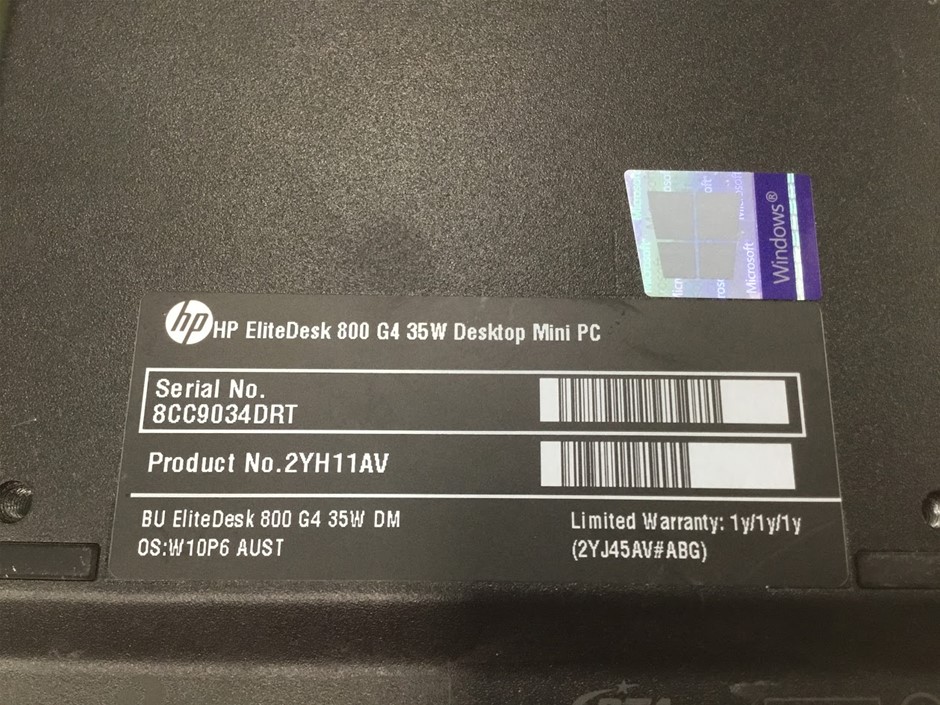 Windows®
Microsoft
hp HP EliteDesk 800 G4 35W Desktop Mini PC
Serial No.
8CC9034DRT
Product No.2YH11AV
BU EliteDesk 800 G4 35W DM
OS:W10P6 AUST
Limited Warranty: 1y/1y/1y
(2YJ45AV#ABG)